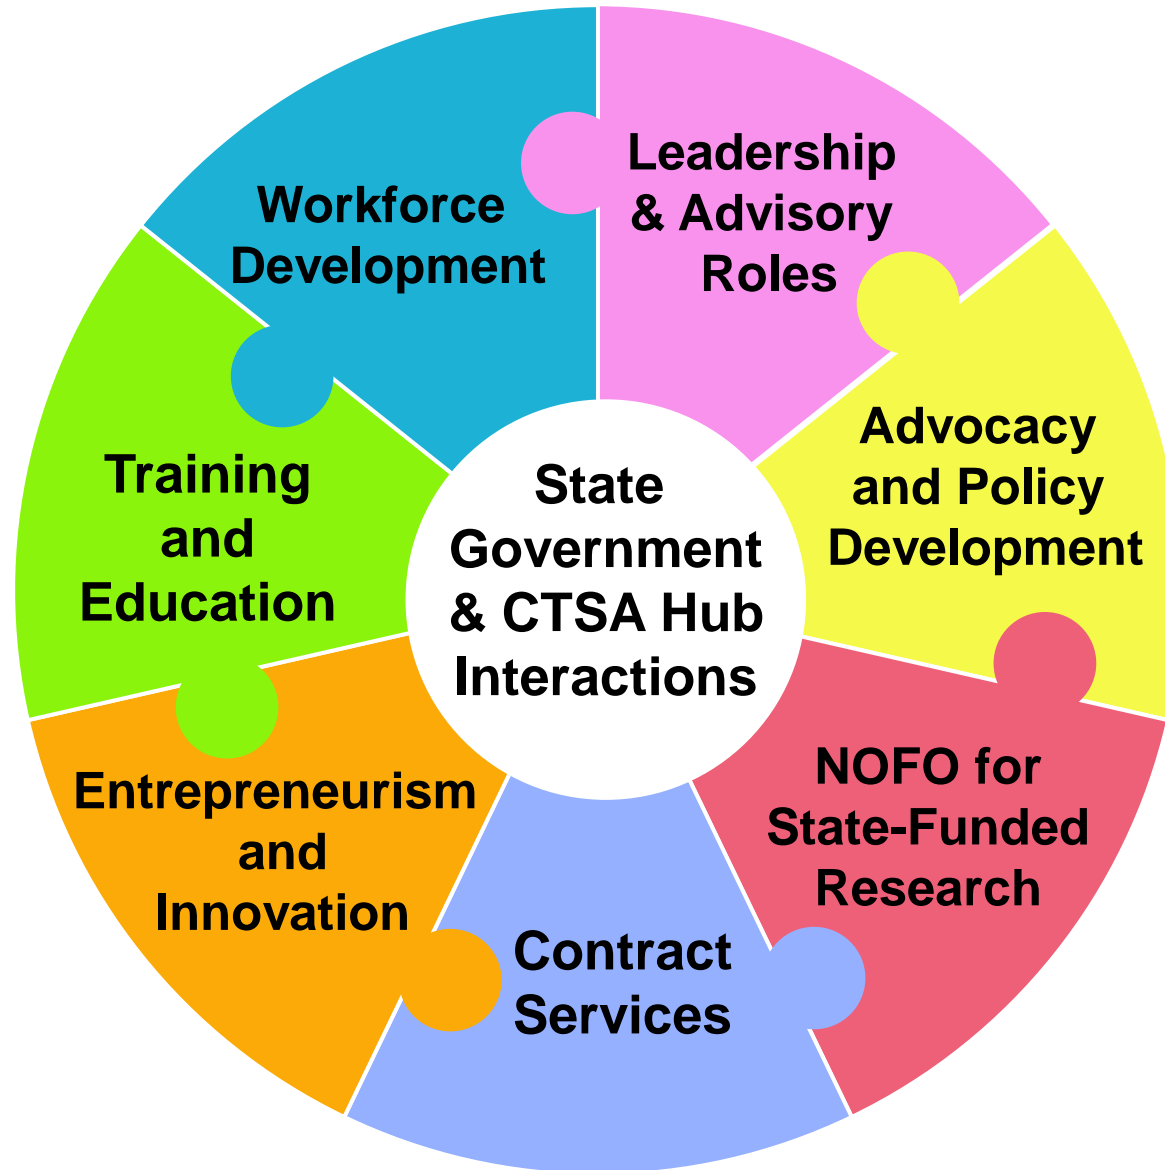 State
Government
& CTSA Hub
Interactions
Leadership
& Advisory
Roles
Advocacy
and Policy
Development
NOFO for
State-Funded
Research
Contract
Services
Entrepreneurism
and
Innovation
Training
and
Education
Workforce
Development